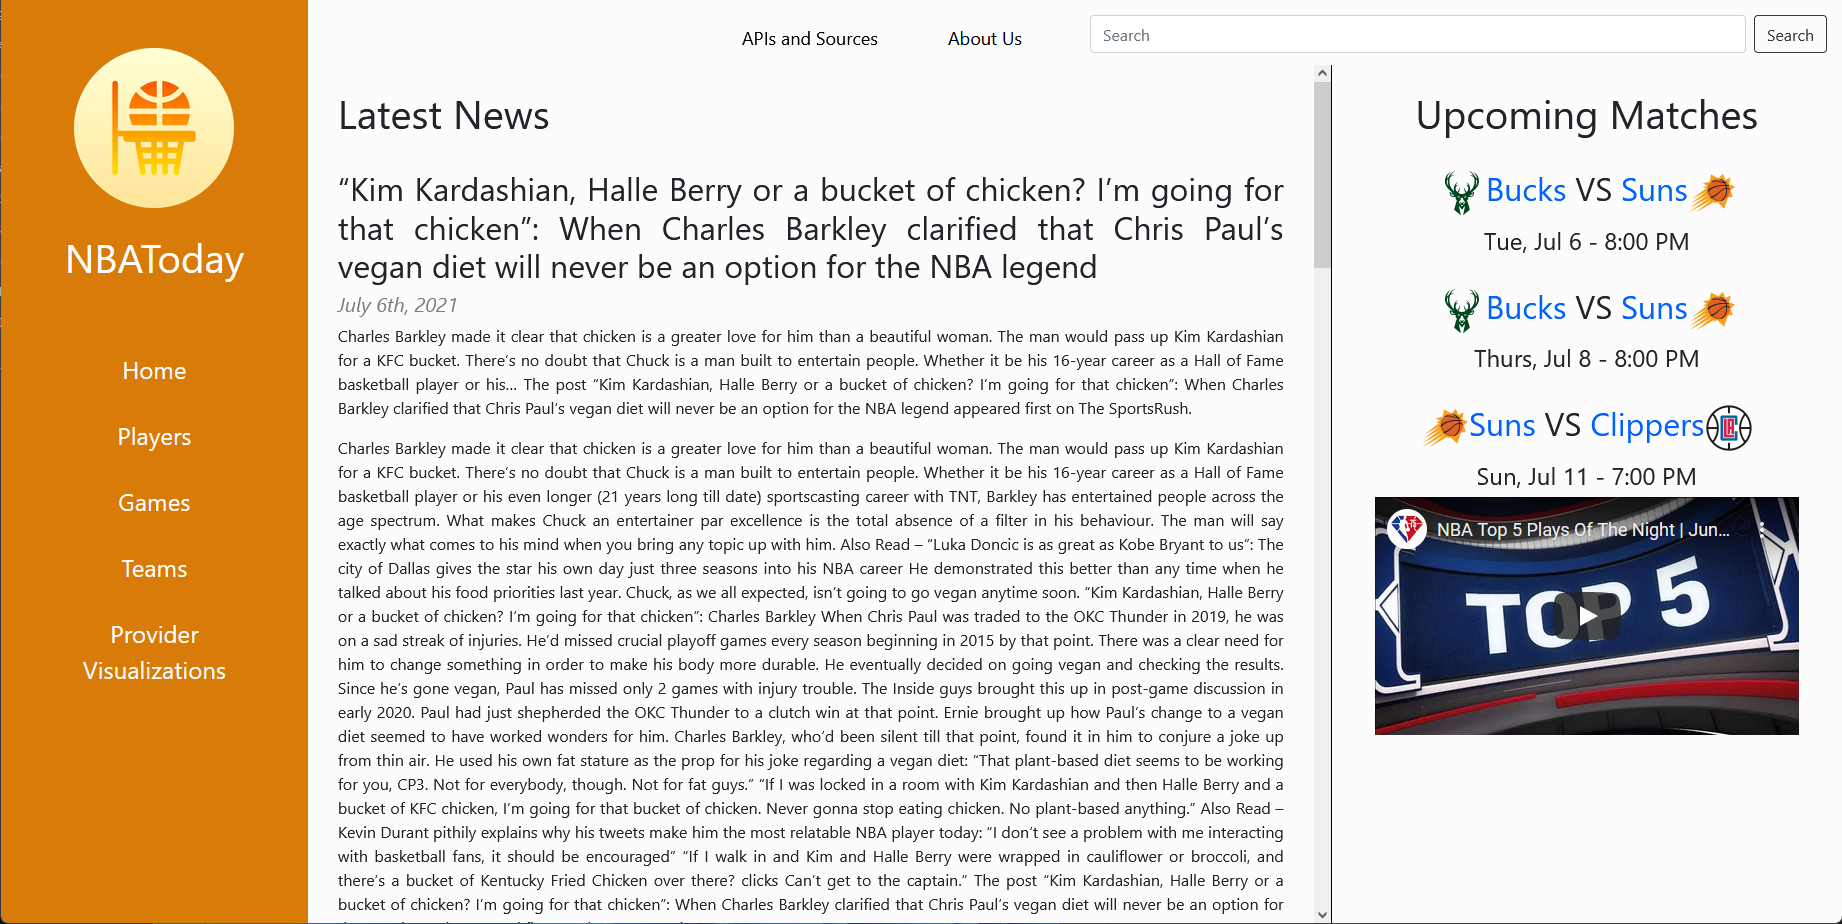 APIs and Sources
About Us
Search
Search
NBAToday
Home
Players
Games
Teams
Provider
Visualizations
Latest News
“Kim Kardashian, Halle Berry or a bucket of chicken? I’m going for
that chicken”: When Charles Barkley clarified that Chris Paul’s
vegan diet will never be an option for the NBA legend
July 6th, 2021
Charles Barkley made it clear that chicken is a greater love for him than a beautiful woman. The man would pass up Kim Kardashian
for a KFC bucket. There’s no doubt that Chuck is a man built to entertain people. Whether it be his 16-year career as a Hall of Fame
basketball player or his... The post “Kim Kardashian, Halle Berry or a bucket of chicken? I’m going for that chicken”: When Charles
Barkley clarified that Chris Paul’s vegan diet will never be an option for the NBA legend appeared first on The SportsRush.
Charles Barkley made it clear that chicken is a greater love for him than a beautiful woman. The man would pass up Kim Kardashian
for a KFC bucket. There’s no doubt that Chuck is a man built to entertain people. Whether it be his 16-year career as a Hall of Fame
basketball player or his even longer (21 years long till date) sportscasting career with TNT, Barkley has entertained people across the
age spectrum. What makes Chuck an entertainer par excellence is the total absence of a filter in his behaviour. The man will say
exactly what comes to his mind when you bring any topic up with him. Also Read – “Luka Doncic is as great as Kobe Bryant to us”: The
city of Dallas gives the star his own day just three seasons into his NBA career He demonstrated this better than any time when he
talked about his food priorities last year. Chuck, as we all expected, isn’t going to go vegan anytime soon. “Kim Kardashian, Halle Berry
or a bucket of chicken? I’m going for that chicken”: Charles Barkley When Chris Paul was traded to the OKC Thunder in 2019, he was
on a sad streak of injuries. He’d missed crucial playoff games every season beginning in 2015 by that point. There was a clear need for
him to change something in order to make his body more durable. He eventually decided on going vegan and checking the results.
Since he’s gone vegan, Paul has missed only 2 games with injury trouble. The Inside guys brought this up in post-game discussion in
early 2020. Paul had just shepherded the OKC Thunder to a clutch win at that point. Ernie brought up how Paul’s change to a vegan
diet seemed to have worked wonders for him. Charles Barkley, who’d been silent till that point, found it in him to conjure a joke up
from thin air. He used his own fat stature as the prop for his joke regarding a vegan diet: “That plant-based diet seems to be working
for you, CP3. Not for everybody, though. Not for fat guys.” “If I was locked in a room with Kim Kardashian and then Halle Berry and a
bucket of KFC chicken, I’m going for that bucket of chicken. Never gonna stop eating chicken. No plant-based anything.” Also Read –
Kevin Durant pithily explains why his tweets make him the most relatable NBA player today: “I don’t see a problem with me interacting
with basketball fans, it should be encouraged” “If I walk in and Kim and Halle Berry were wrapped in cauliflower or broccoli, and
there’s a bucket of Kentucky Fried Chicken over there? clicks Can’t get to the captain.” The post “Kim Kardashian, Halle Berry or a
bucket of chicken? I’m going for that chicken”: When Charles Barkley clarified that Chris Paul’s vegan diet will never be an option for
Upcoming Matches
Bucks VS Suns
Tue, Jul 6 - 8:00 PM
Bucks VS Suns
Thurs, Jul 8 - 8:00 PM
Suns VS Clippers
Sun, Jul 11 - 7:00 PM
NBA Top 5 Plays Of The Night | Jun...
TOP 5